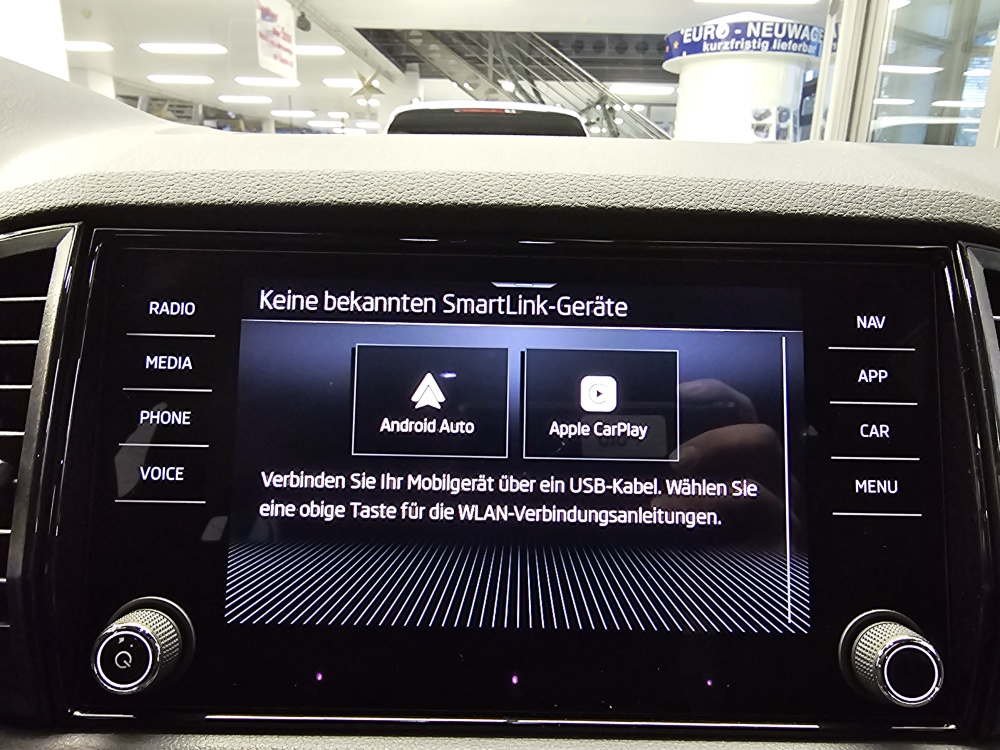 EURO - NEUWAGE
kurzfristig lieferbar
Keine bekannten SmartLink-Geräte
RADIO
MEDIA
PHONE
VOICE
Android Auto
Apple CarPlay
Verbinden Sie Ihr Mobilgerät über ein USB-Kabel. Wählen Sie
eine obige Taste für die WLAN-Verbindungsanleitungen.
NAV
APP
CAR
MENU